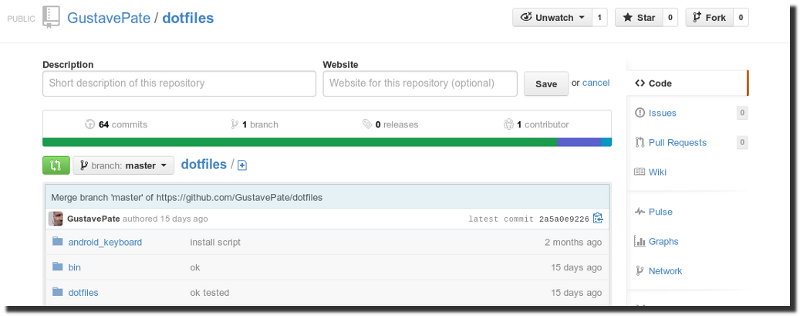 PUBLIC GustavePate / dotfiles Unwatch 1 Star 0 Fork 0
Description Website
Short description of this repository Website for this repository (optional) Save or cancel
Code
64 commits 1 branch 0 releases 1 contributor
Issues 0
Pull Requests 0
branch: master dotfiles /
Wiki
Merge branch 'master' of https://github.com/GustavePate/dotfiles
GustavePate authored 15 days ago latest commit 2a5a0e9226
Pulse
android_keyboard install script 2 months ago
Graphs
bin ok 15 days ago
Network
dotfiles ok tested 15 days ago